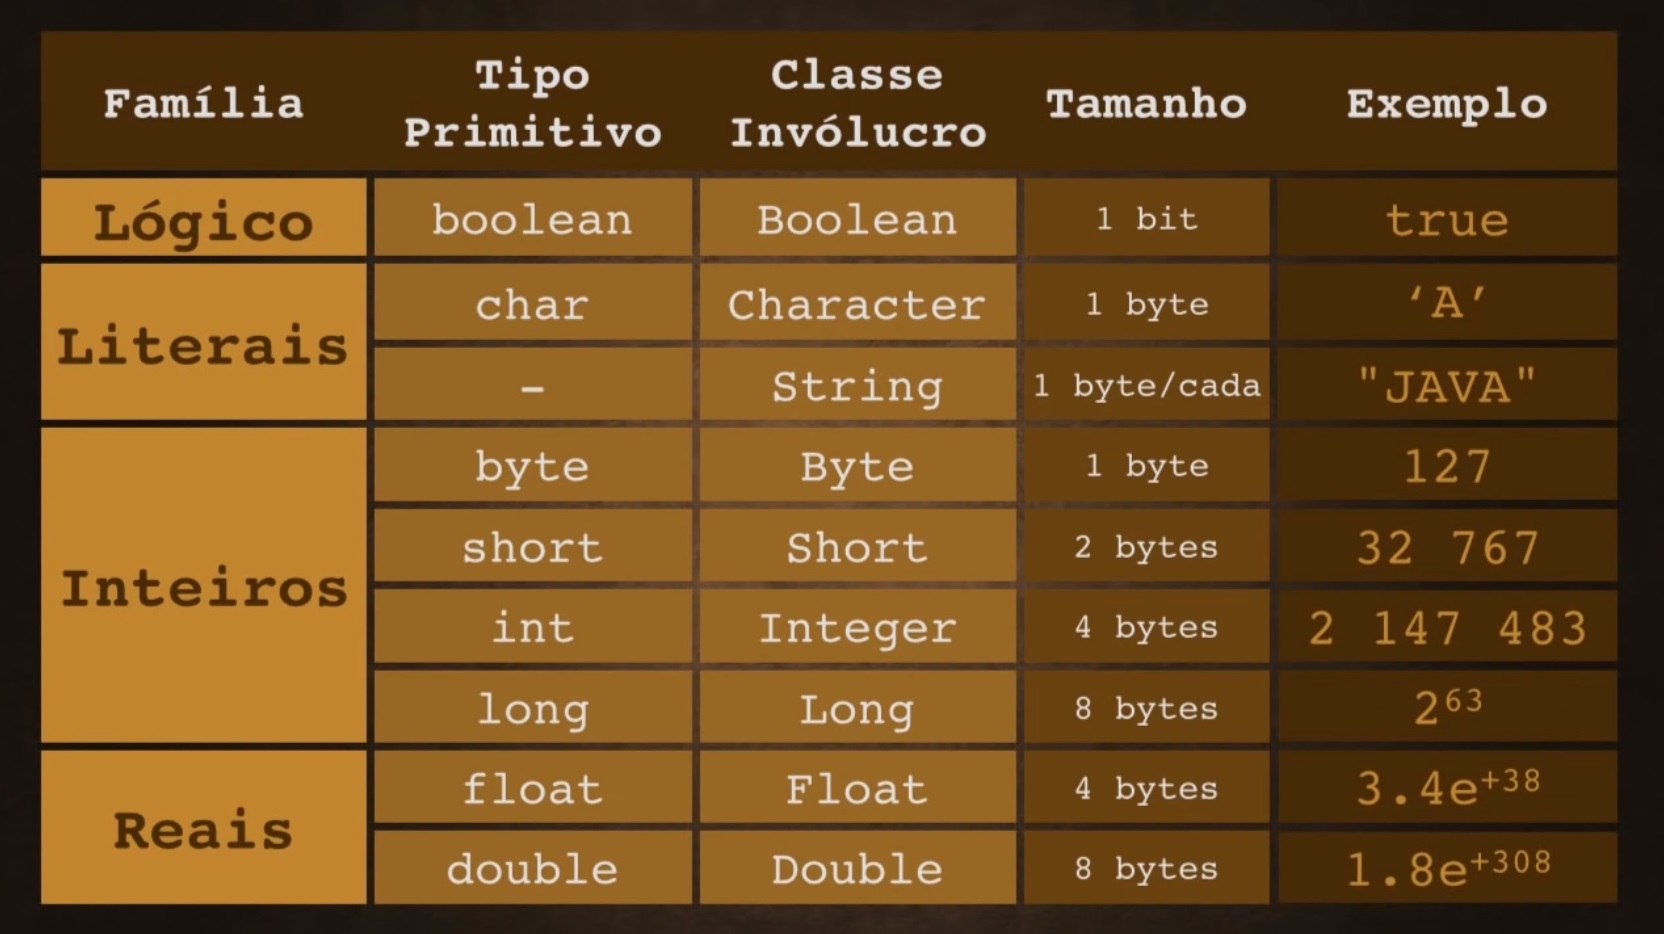 Família Tipo Primitivo Classe Invólucro Tamanho Exemplo
Lógico boolean Boolean 1 bit true
Literais char Character 1 byte ‘A’
– String 1 byte/cada "JAVA"
Inteiros byte Byte 1 byte 127
short Short 2 bytes 32 767
int Integer 4 bytes 2 147 483
long Long 8 bytes 2⁶³
Reais float Float 4 bytes 3.4e⁺³⁸
double Double 8 bytes 1.8e⁺³⁰⁸